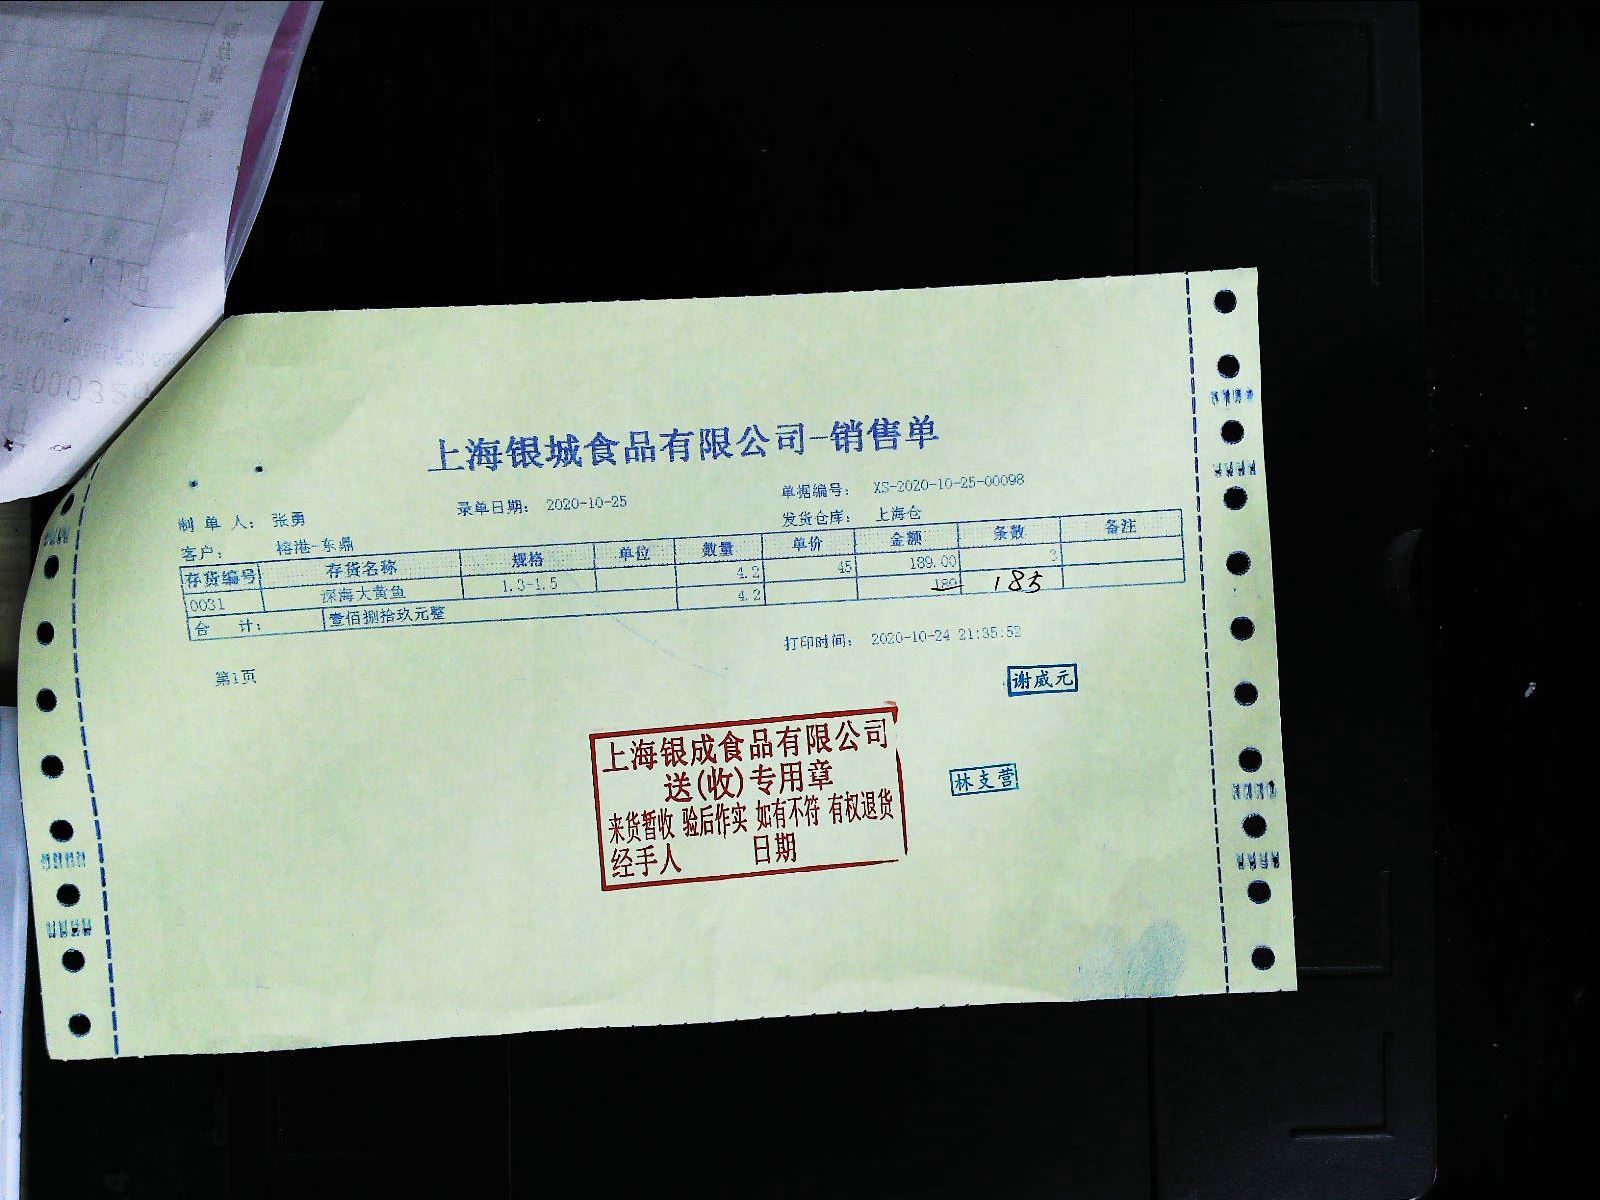 上海银城食品有限公司-销售单
制 单 人： 张勇 录单日期： 2020-10-25 单据编号： XS-2020-10-25-00098
客户： 榕港-东鼎 发货仓库： 上海仓
存货编号 存货名称 规格 单位 数量 单价 金额 条数 备注
0031 深海大黄鱼 1.3-1.5 4.2 45 189.00 3
合 计： 壹佰捌拾玖元整 4.2 189 185
打印时间： 2020-10-24 21:35:52
第1页
谢威元
上海银成食品有限公司
送(收)专用章
来货暂收 验后作实 如有不符 有权退货
经手人 日期
林支营